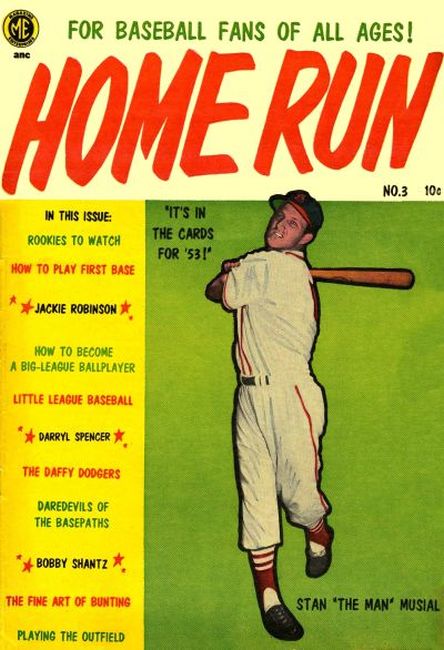 MAGAZINE
ME
ENTERPRISES
anc
FOR BASEBALL FANS OF ALL AGES!
HOME RUN
NO.3 10¢
IN THIS ISSUE:
ROOKIES TO WATCH
HOW TO PLAY FIRST BASE
JACKIE ROBINSON
HOW TO BECOME
A BIG-LEAGUE BALLPLAYER
LITTLE LEAGUE BASEBALL
DARRYL SPENCER
THE DAFFY DODGERS
DAREDEVILS OF
THE BASEPATHS
BOBBY SHANTZ
THE FINE ART OF BUNTING
PLAYING THE OUTFIELD
"IT'S IN
THE CARDS
FOR '53!"
STAN "THE MAN" MUSIAL